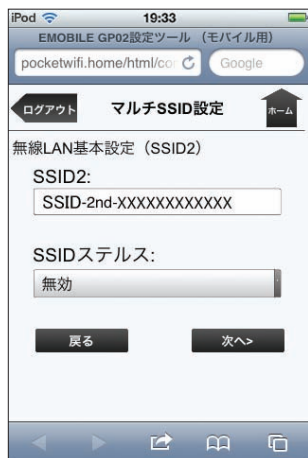 iPod 19:33
EMOBILE GP02設定ツール （モバイル用）
pocketwifi.home/html/co Google
ログアウト マルチSSID設定 ホーム
無線LAN基本設定（SSID2）
SSID2:
SSID-2nd-XXXXXXXXXXXX
SSIDステルス:
無効
戻る 次へ>